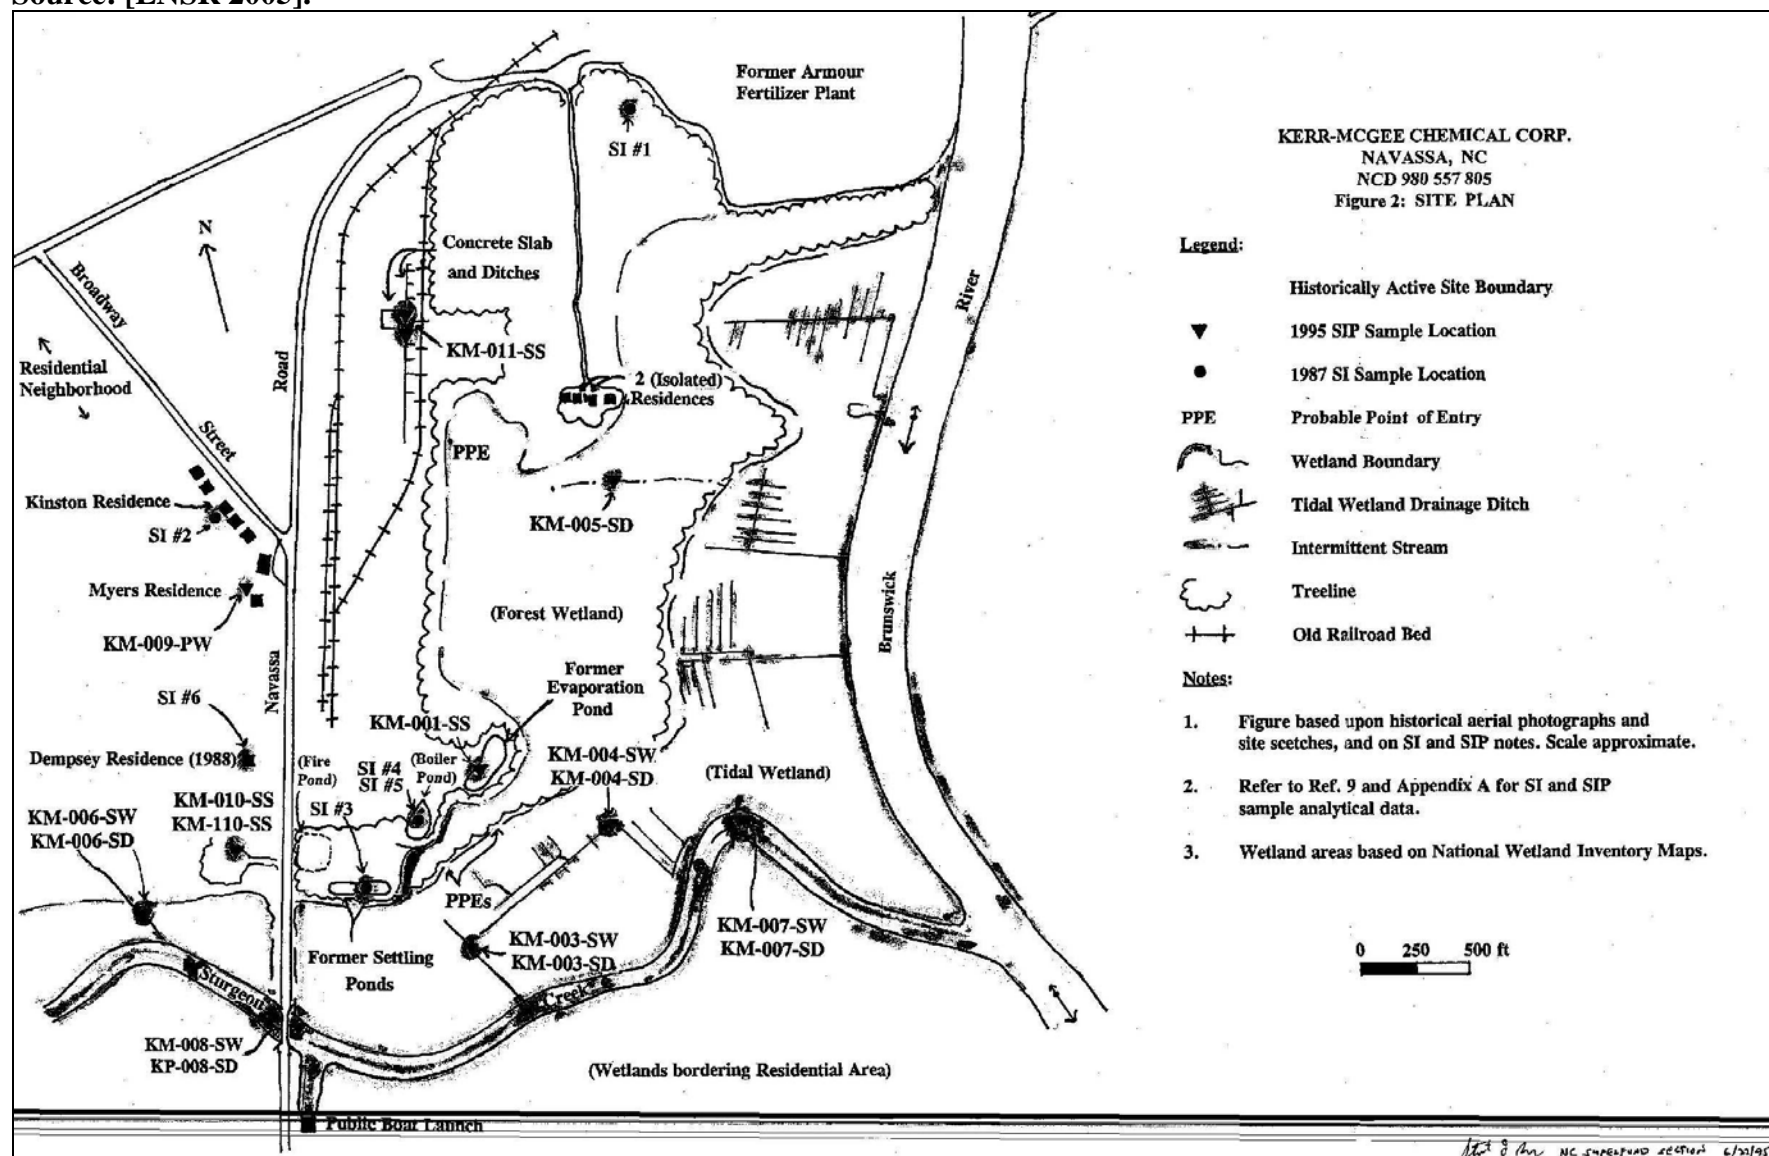 Source: [ENSR 2003].
Former Armour
Fertilizer Plant
SI #1
KERR-MCGEE CHEMICAL CORP.
NAVASSA, NC
NCD 980 557 805
Figure 2: SITE PLAN
N
Concrete Slab
and Ditches
Broadway
Street
Road
Navassa
River
Brunswick
KM-011-SS
Residential
Neighborhood
2 (Isolated)
Residences
PPE
KM-005-SD
Kinston Residence
SI #2
Myers Residence
KM-009-PW
(Forest Wetland)
SI #6
Former
Evaporation
Pond
KM-001-SS
Dempsey Residence (1988)
(Fire
Pond)
SI #4
SI #5
(Boiler
Pond)
KM-004-SW
KM-004-SD
(Tidal Wetland)
KM-010-SS
KM-110-SS
SI #3
KM-006-SW
KM-006-SD
PPEs
KM-003-SW
KM-003-SD
KM-007-SW
KM-007-SD
Former Settling
Ponds
Sturgeon
Creek
KM-008-SW
KP-008-SD
(Wetlands bordering Residential Area)
Public Boat Launch
Legend:
Historically Active Site Boundary
1995 SIP Sample Location
1987 SI Sample Location
PPE Probable Point of Entry
Wetland Boundary
Tidal Wetland Drainage Ditch
Intermittent Stream
Treeline
Old Railroad Bed
Notes:
1. Figure based upon historical aerial photographs and
site scetches, and on SI and SIP notes. Scale approximate.
2. Refer to Ref. 9 and Appendix A for SI and SIP
sample analytical data.
3. Wetland areas based on National Wetland Inventory Maps.
0 250 500 ft
NC SUPERFUND SECTION 6/22/95